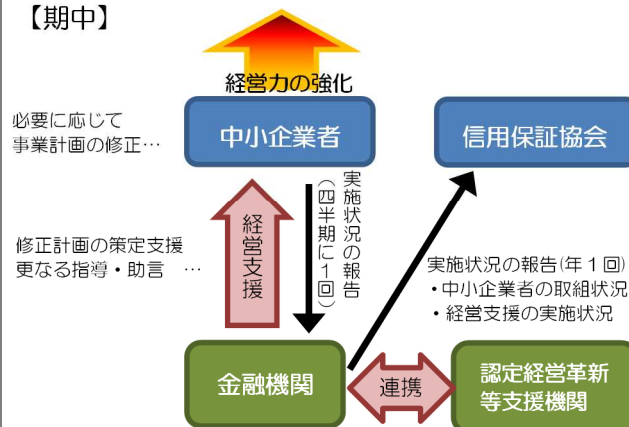 【期中】
経営力の強化
必要に応じて
事業計画の修正…
中小企業者
信用保証協会
経営支援
実施状況の報告
（四半期に１回）
修正計画の策定支援
更なる指導・助言　…
実施状況の報告(年１回)
・中小企業者の取組状況
・経営支援の実施状況
金融機関
連携
認定経営革新
等支援機関